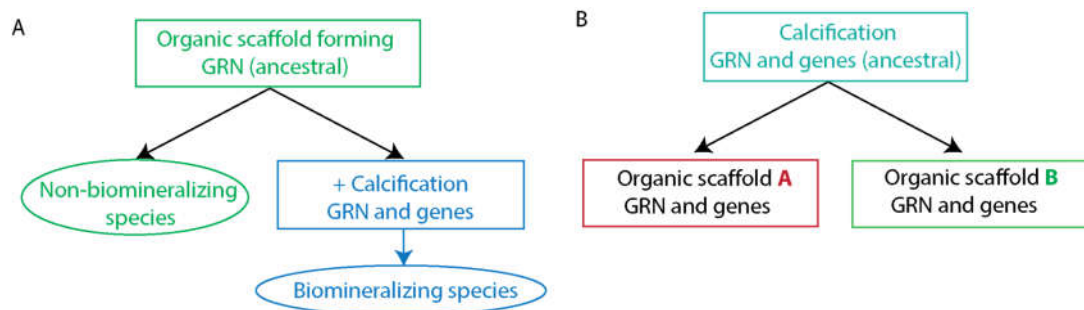 A
Organic scaffold forming
GRN (ancestral)
Non-biomineralizing
species
+ Calcification
GRN and genes
Biomineralizing species
B
Calcification
GRN and genes (ancestral)
Organic scaffold A
GRN and genes
Organic scaffold B
GRN and genes